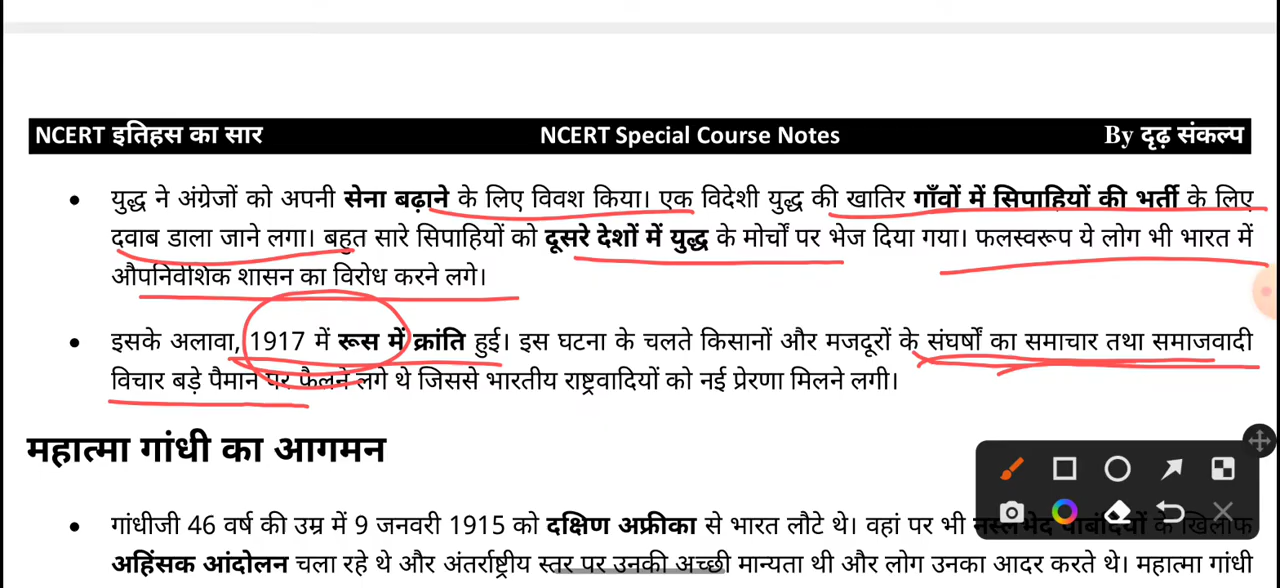 NCERT इतिहस का सार NCERT Special Course Notes By दृढ़ संकल्प
• युद्ध ने अंग्रेजों को अपनी सेना बढ़ाने के लिए विवश किया। एक विदेशी युद्ध की खातिर गाँवों में सिपाहियों की भर्ती के लिए
दवाब डाला जाने लगा। बहुत सारे सिपाहियों को दूसरे देशों में युद्ध के मोर्चों पर भेज दिया गया। फलस्वरूप ये लोग भी भारत में
औपनिवेशिक शासन का विरोध करने लगे।
• इसके अलावा, 1917 में रूस में क्रांति हुई। इस घटना के चलते किसानों और मजदूरों के संघर्षों का समाचार तथा समाजवादी
विचार बड़े पैमाने पर फैलने लगे थे जिससे भारतीय राष्ट्रवादियों को नई प्रेरणा मिलने लगी।
महात्मा गांधी का आगमन
• गांधीजी 46 वर्ष की उम्र में 9 जनवरी 1915 को दक्षिण अफ्रीका से भारत लौटे थे। वहां पर भी नस्लभेद पाबंदियों के खिलाफ
अहिंसक आंदोलन चला रहे थे और अंतर्राष्ट्रीय स्तर पर उनकी अच्छी मान्यता थी और लोग उनका आदर करते थे। महात्मा गांधी